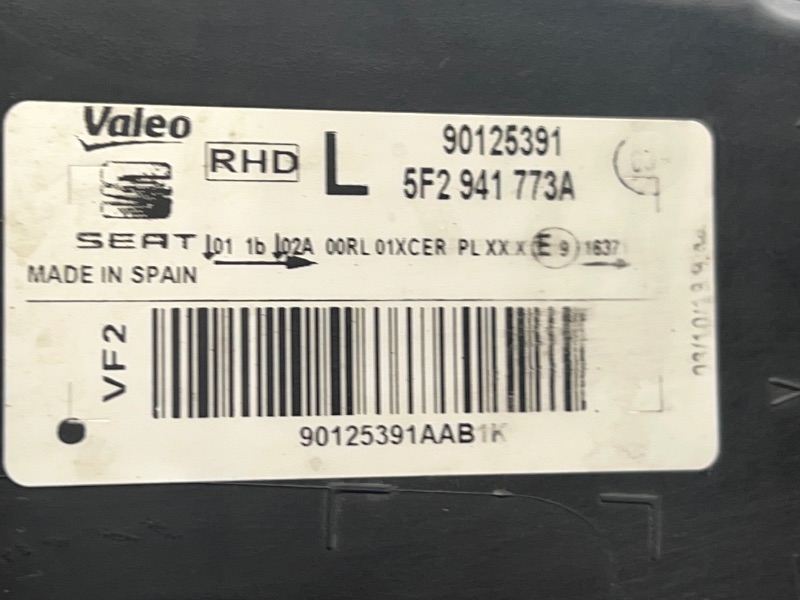 Valeo
RHD L
90125391
5F2 941 773A
SEAT
01 1b 02A 00RL 01XCER PL XX X E 9 1637
MADE IN SPAIN
VF2
90125391AAB1K